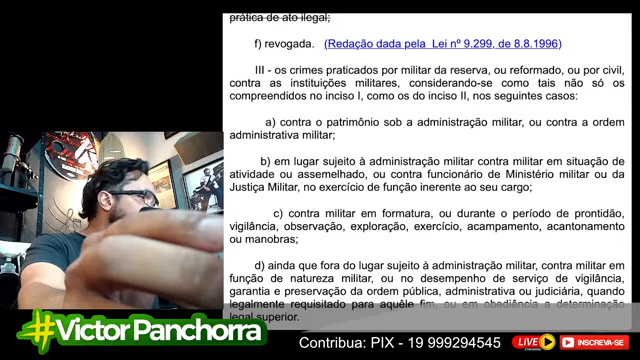 prática de ato ilegal;
f) revogada. (Redação dada pela Lei nº 9.299, de 8.8.1996)
III - os crimes praticados por militar da reserva, ou reformado, ou por civil,
contra as instituições militares, considerando-se como tais não só os
compreendidos no inciso I, como os do inciso II, nos seguintes casos:
a) contra o patrimônio sob a administração militar, ou contra a ordem
administrativa militar;
b) em lugar sujeito à administração militar contra militar em situação de
atividade ou assemelhado, ou contra funcionário de Ministério militar ou da
Justiça Militar, no exercício de função inerente ao seu cargo;
c) contra militar em formatura, ou durante o período de prontidão,
vigilância, observação, exploração, exercício, acampamento, acantonamento
ou manobras;
d) ainda que fora do lugar sujeito à administração militar, contra militar em
função de natureza militar, ou no desempenho de serviço de vigilância,
garantia e preservação da ordem pública, administrativa ou judiciária, quando
legalmente requisitado para aquêle fim, ou em obediência a determinação
legal superior.
#VictorPanchorra
Contribua: PIX - 19 999294545
LIVE
INSCREVA-SE